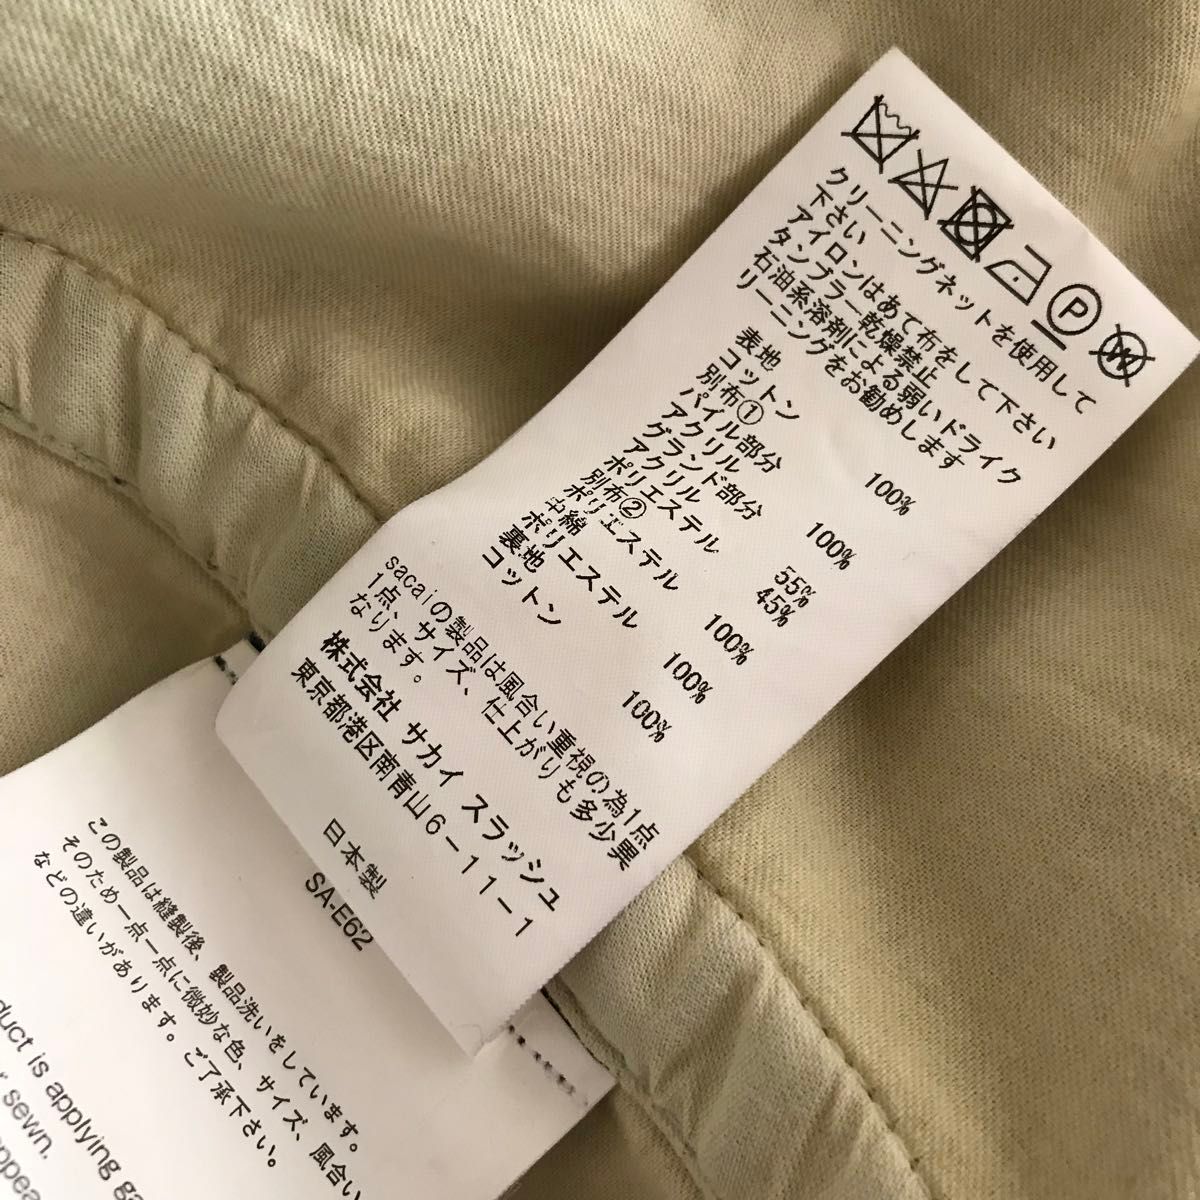 P
W
クリーニングネットを使用して
下さい
アイロンはあて布をして下さい
タンブラー乾燥禁止
石油系溶剤による弱いドライク
リーニングをお勧めします
表地
コットン 100%
別布①
パイル部分
アクリル 100%
グランド部分
アクリル 55%
ポリエステル 45%
別布②
ポリエステル 100%
中綿
ポリエステル 100%
裏地
コットン 100%
sacaiの製品は風合い重視の為1点
1点、サイズ、仕上がりも多少異
なります。
株式会社 サカイ スラッシュ
東京都港区南青山6-11-1
日本製
SA-E62
この製品は縫製後、製品洗いをしています。
そのため一点一点に微妙な色、サイズ、風合い
などの違いがあります。ご了承下さい。
duct is applying ga
sewn.